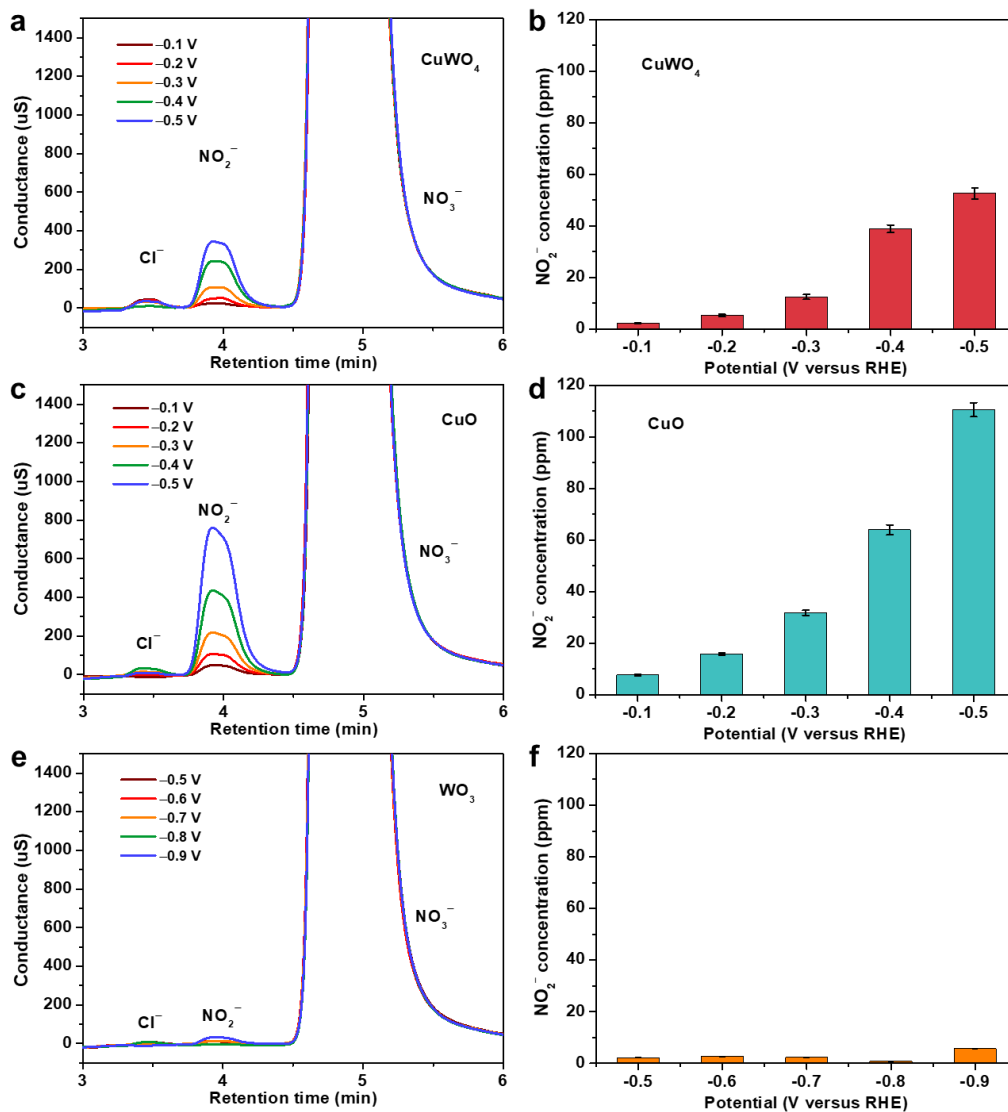 a
1400
1200
1000
800
600
400
200
0
Conductance (uS)
−0.1 V
−0.2 V
−0.3 V
−0.4 V
−0.5 V
CuWO₄
Cl⁻
NO₂⁻
NO₃⁻
3 4 5 6
Retention time (min)
b
120
100
80
60
40
20
0
NO₂⁻ concentration (ppm)
CuWO₄
-0.1 -0.2 -0.3 -0.4 -0.5
Potential (V versus RHE)
c
1400
1200
1000
800
600
400
200
0
Conductance (uS)
−0.1 V
−0.2 V
−0.3 V
−0.4 V
−0.5 V
CuO
Cl⁻
NO₂⁻
NO₃⁻
3 4 5 6
Retention time (min)
d
120
100
80
60
40
20
0
NO₂⁻ concentration (ppm)
CuO
-0.1 -0.2 -0.3 -0.4 -0.5
Potential (V versus RHE)
e
1400
1200
1000
800
600
400
200
0
Conductance (uS)
−0.5 V
−0.6 V
−0.7 V
−0.8 V
−0.9 V
WO₃
Cl⁻
NO₂⁻
NO₃⁻
3 4 5 6
Retention time (min)
f
120
100
80
60
40
20
0
NO₂⁻ concentration (ppm)
-0.5 -0.6 -0.7 -0.8 -0.9
Potential (V versus RHE)